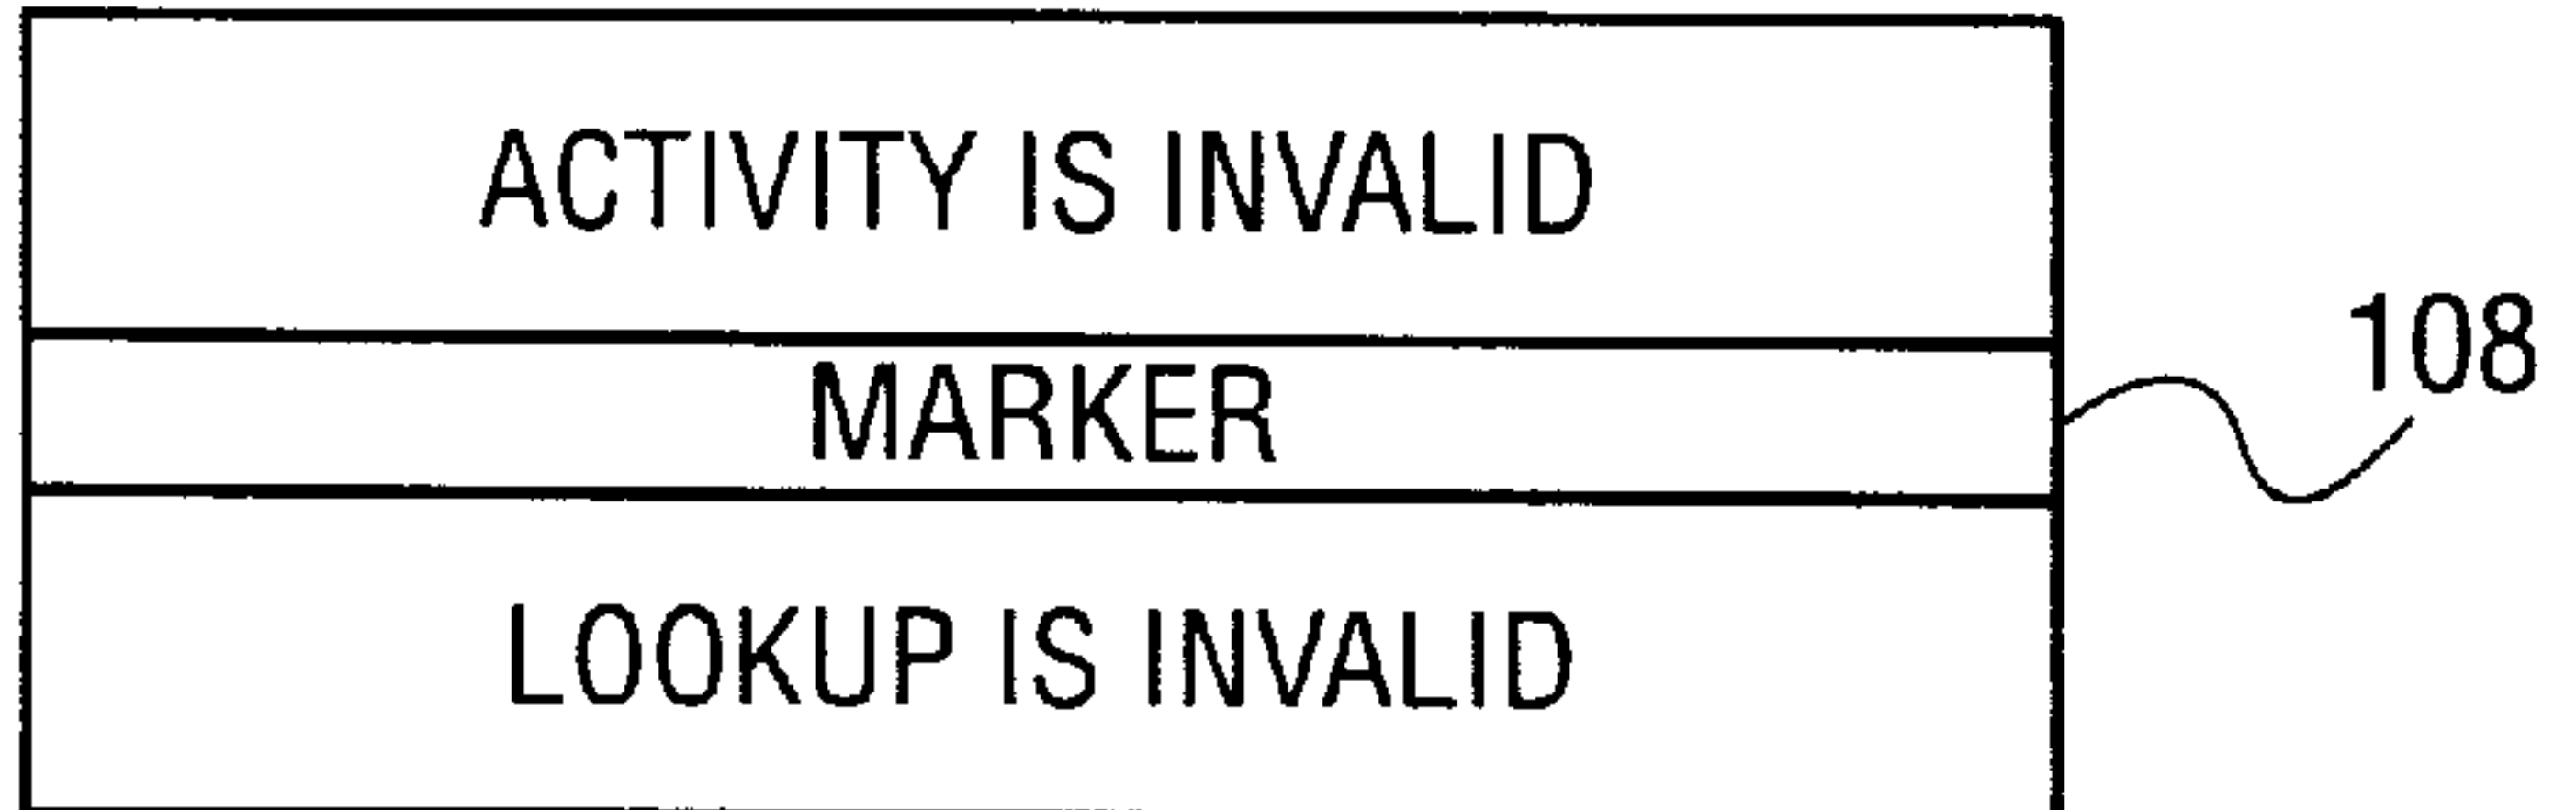 ACTIVITY IS INVALID
108
MARKER
LOOKUP IS INVALID